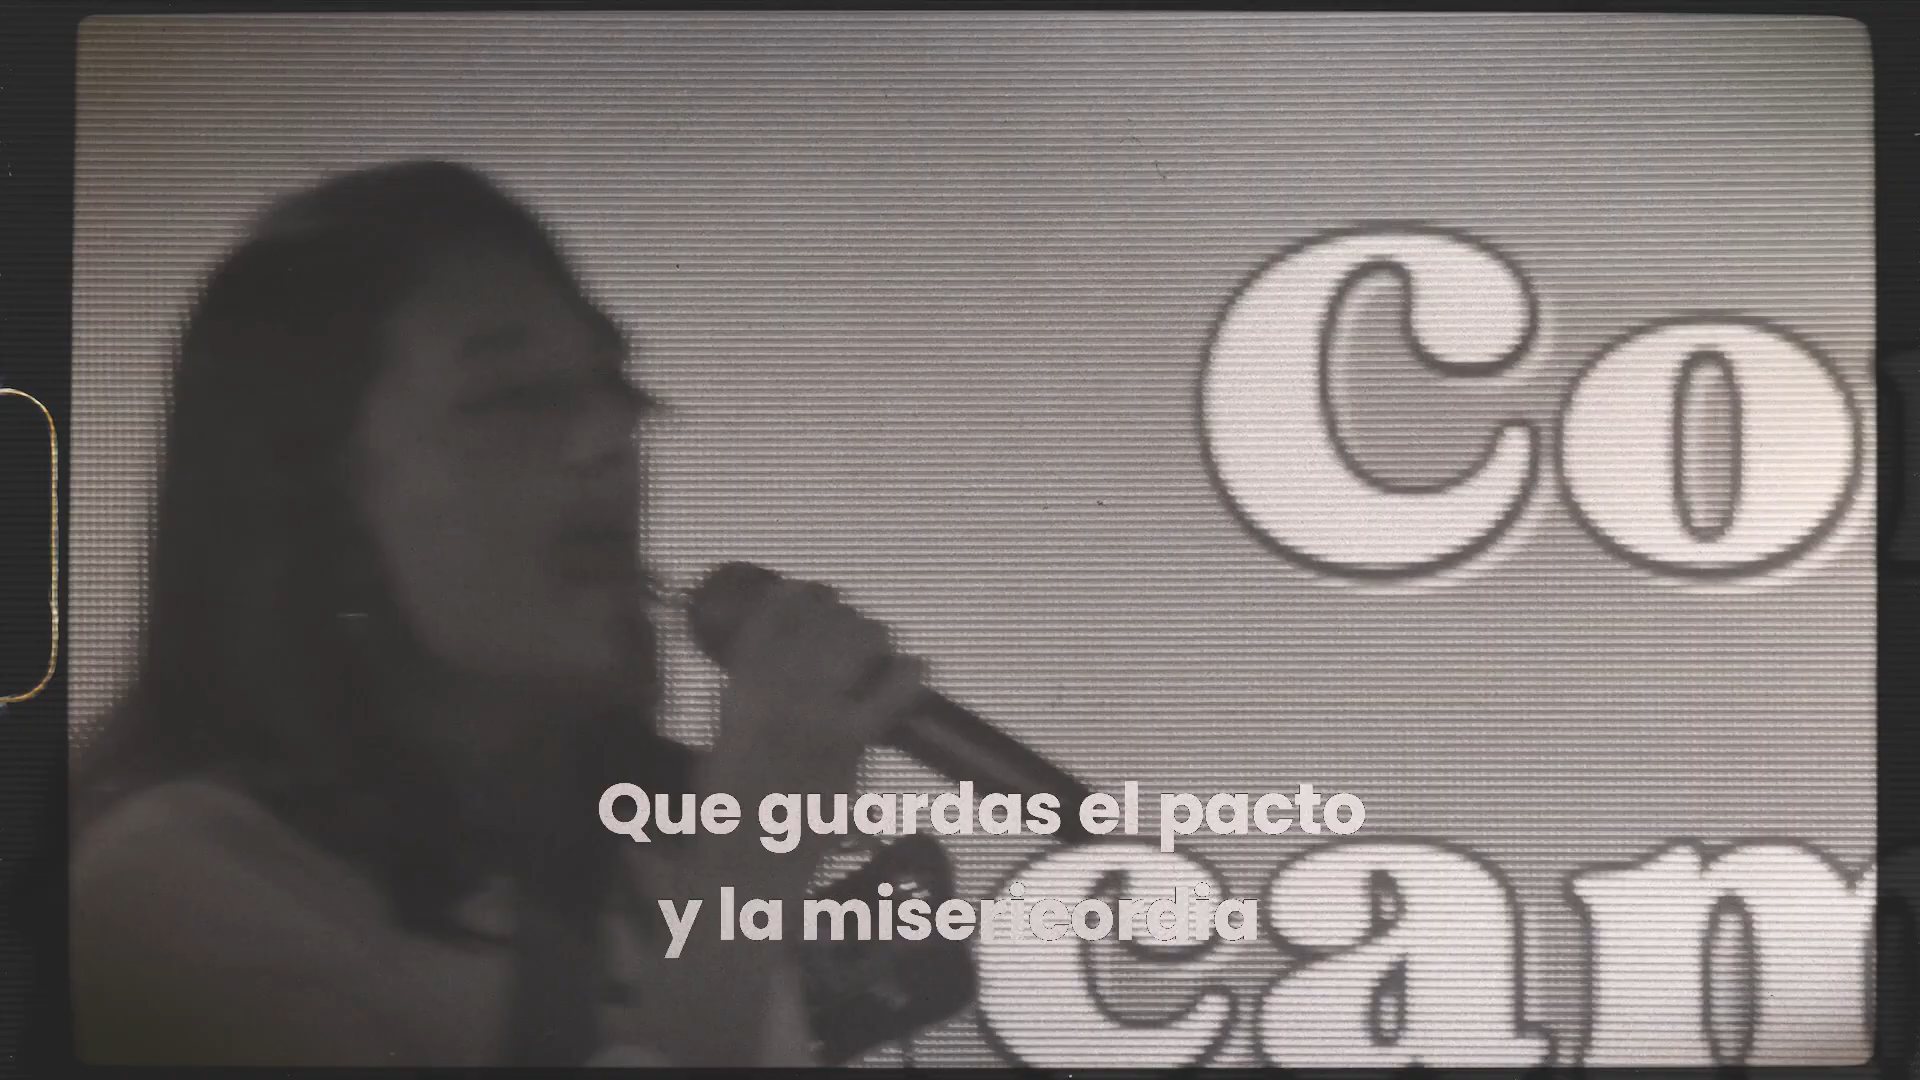 Co
Que guardas el pacto
y la misericordia
can